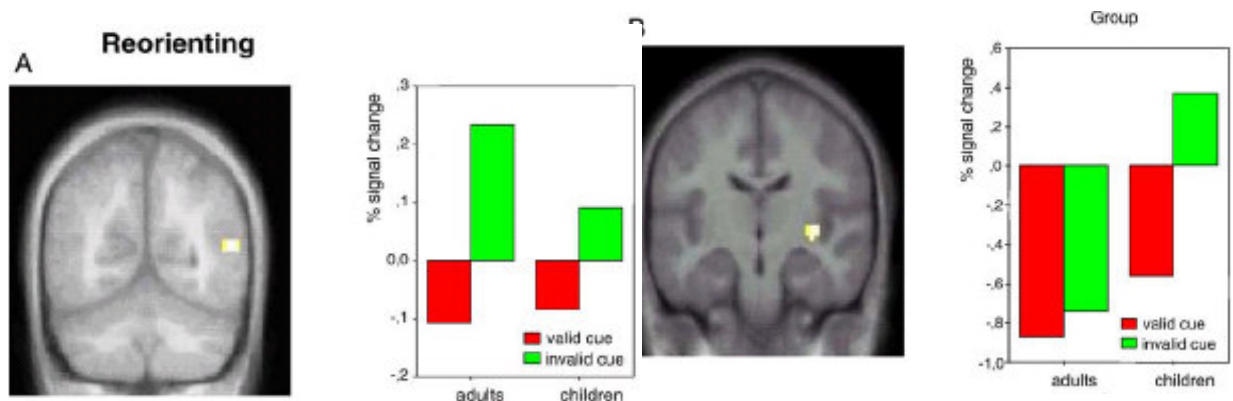 Reorienting
A
% signal change
,3
,2
,1
0,0
-,1
-,2
valid cue
invalid cue
adults
children
Group
% signal change
,6
,4
,2
,0
-,2
-,4
-,6
-,8
-1,0
valid cue
invalid cue
adults
children